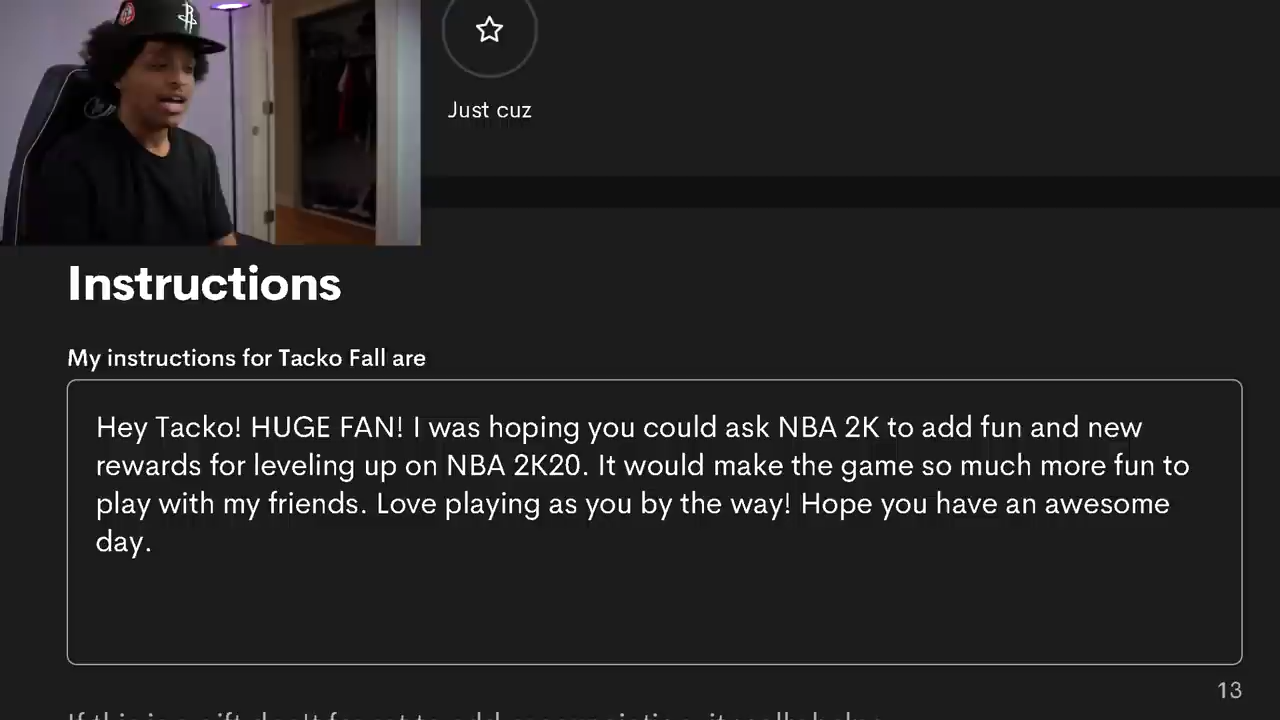 Just cuz
Instructions
My instructions for Tacko Fall are
Hey Tacko! HUGE FAN! I was hoping you could ask NBA 2K to add fun and new
rewards for leveling up on NBA 2K20. It would make the game so much more fun to
play with my friends. Love playing as you by the way! Hope you have an awesome
day.
13